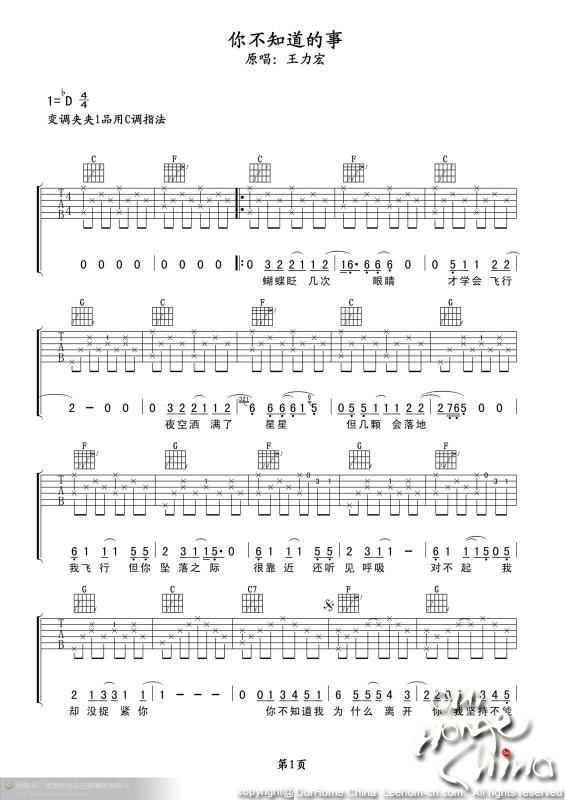 你不知道的事
原唱：王力宏
1=♭D 4/4
变调夹夹1品用C调指法
C F C F C
T A B 4 4
0 0 0 0 0 0 0 0 0 3 2 2 1 1 2 1 6· 6 6 6 0 0 5 1 1 2 2
蝴蝶眨 几次 眼睛 才学会 飞行
G C F C G
T A B
2 - 0 0 0 3 2 2 1 1 2 321 6 6 6 6 1 5 0 5 5 1 1 1 2 2 7 6 5 0 0
夜空洒 满了 星星 但几颗 会落地
F G F G F
T A B
6 1 1 1 5 5 2 3 1 1 5·0 6 1 1 1 5 5 2 3 1 1· 6 1 1 1 5 0 5
我飞行 但你 坠落之际 很靠近 还听 见呼吸 对不起 我
G C C7 F G
T A B
2 1 3 3 1 1 1 - 0 0 1 3 4 5 1 6 5 5 5 4
却没捉 紧你 你不知道我 为什么 离开 你 我坚持不能
第1页
Our Home China
copyright@ OurHome China Leehom-cn.com. All rights reserved